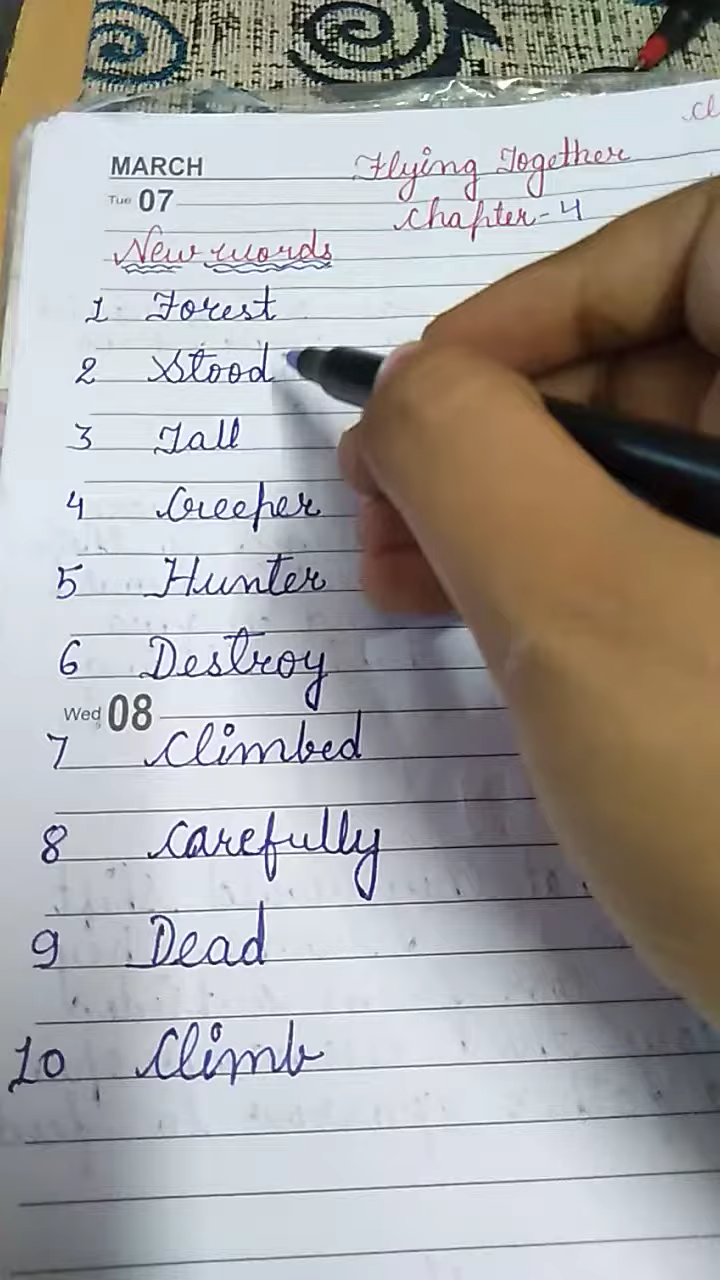 cl
MARCH
Flying Together
Tue 07
Chapter-4
New words
1 Forest
2 Stood
3 Tall
4 Creeper
5 Hunter
6 Destroy
Wed 08
7 Climbed
8 Carefully
9 Dead
10 Climb